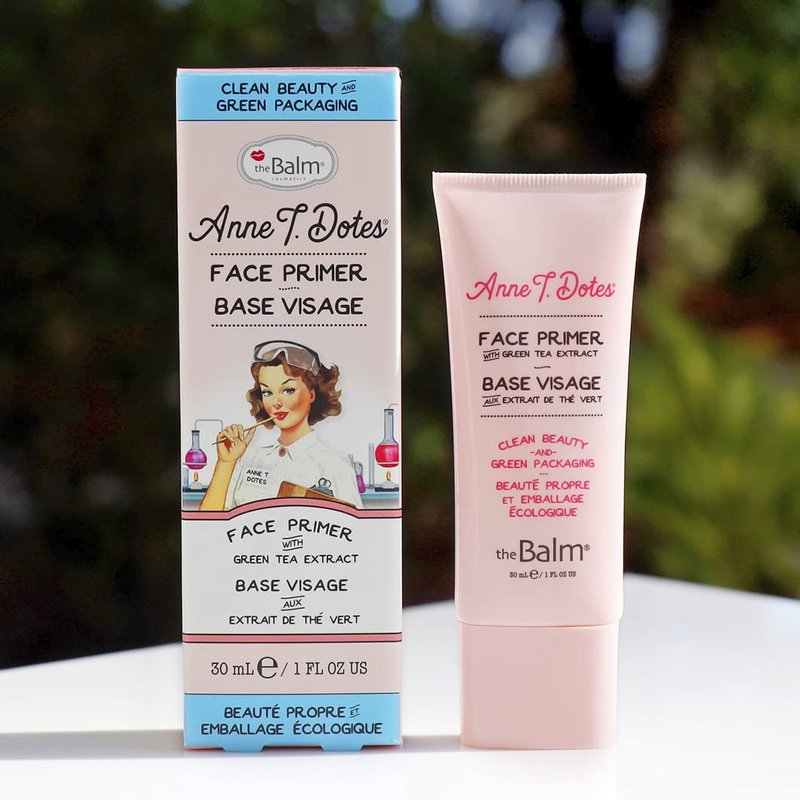 CLEAN BEAUTY AND
GREEN PACKAGING
theBalm®
cosmetics
Anne T. Dotes®
FACE PRIMER
BASE VISAGE
ANNE T.
DOTES
FACE PRIMER
WITH
GREEN TEA EXTRACT
BASE VISAGE
AUX
EXTRAIT DE THÉ VERT
30 mL e / 1 FL OZ US
BEAUTÉ PROPRE ET
EMBALLAGE ÉCOLOGIQUE
Anne T. Dotes®
FACE PRIMER
WITH GREEN TEA EXTRACT
BASE VISAGE
AUX EXTRAIT DE THÉ VERT
CLEAN BEAUTY
-AND-
GREEN PACKAGING
BEAUTÉ PROPRE
ET EMBALLAGE
ÉCOLOGIQUE
theBalm®
30 mL e / 1 FL OZ US